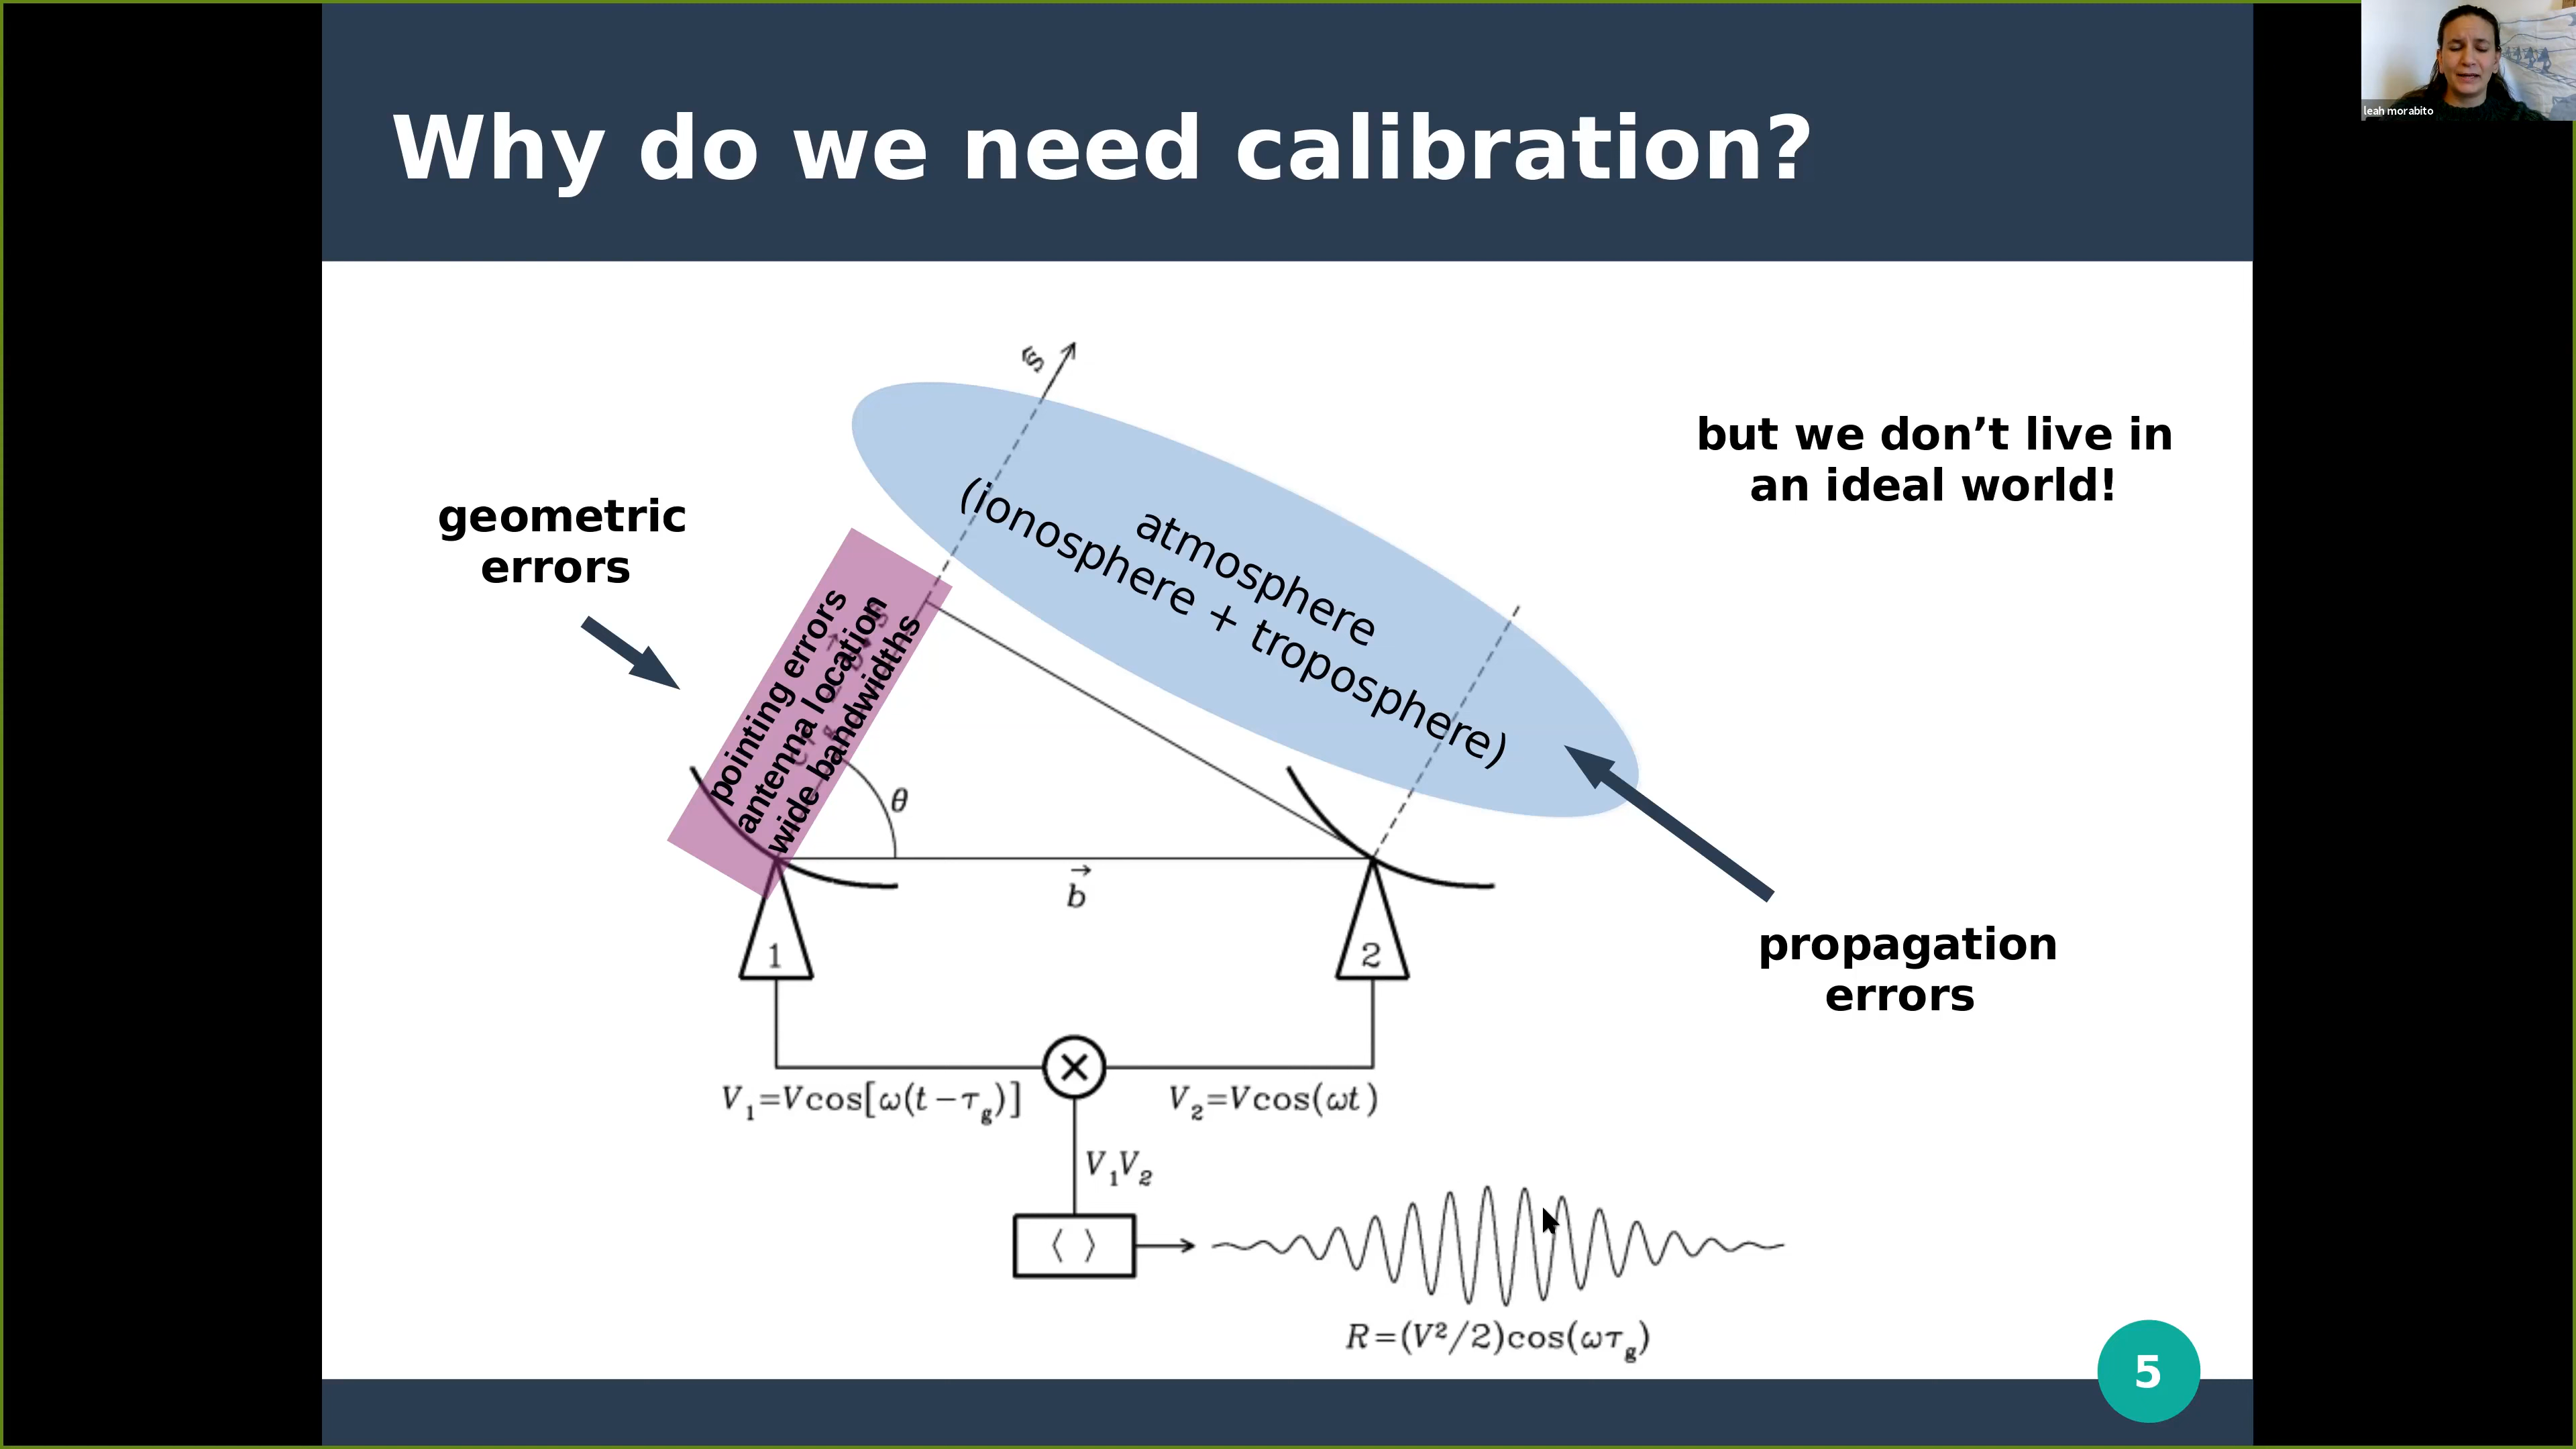 leah morabito
Why do we need calibration?
ŝ
but we don’t live in
an ideal world!
geometric
errors
atmosphere
(ionosphere + troposphere)
pointing errors
antenna location
wide bandwidths
θ
b⃗
propagation
errors
1
2
V₁=Vcos[ω(t−τg)]
V₂=Vcos(ωt)
V₁V₂
⟨ ⟩
R=(V²/2)cos(ωτg)
5